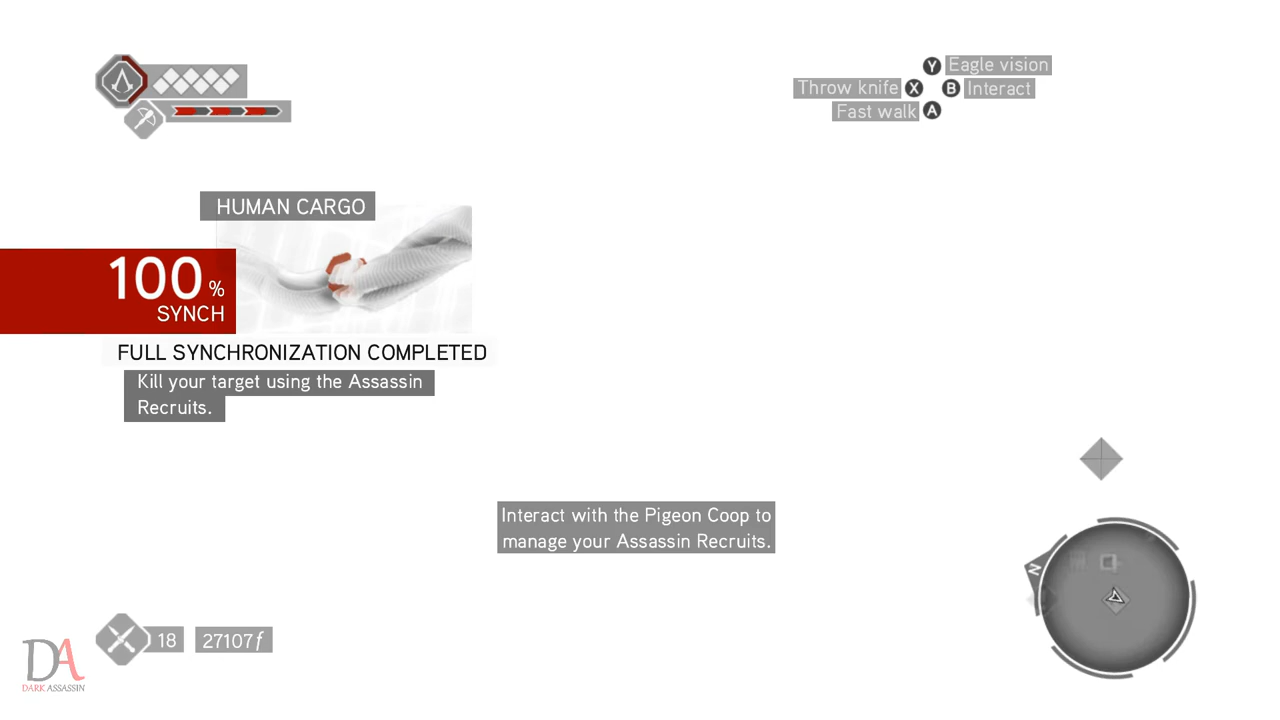 Y Eagle vision
Throw knife X B Interact
Fast walk A
HUMAN CARGO
100%
SYNCH
FULL SYNCHRONIZATION COMPLETED
Kill your target using the Assassin
Recruits.
Interact with the Pigeon Coop to
manage your Assassin Recruits.
N
18 27107ƒ
DA
DARK ASSASSIN